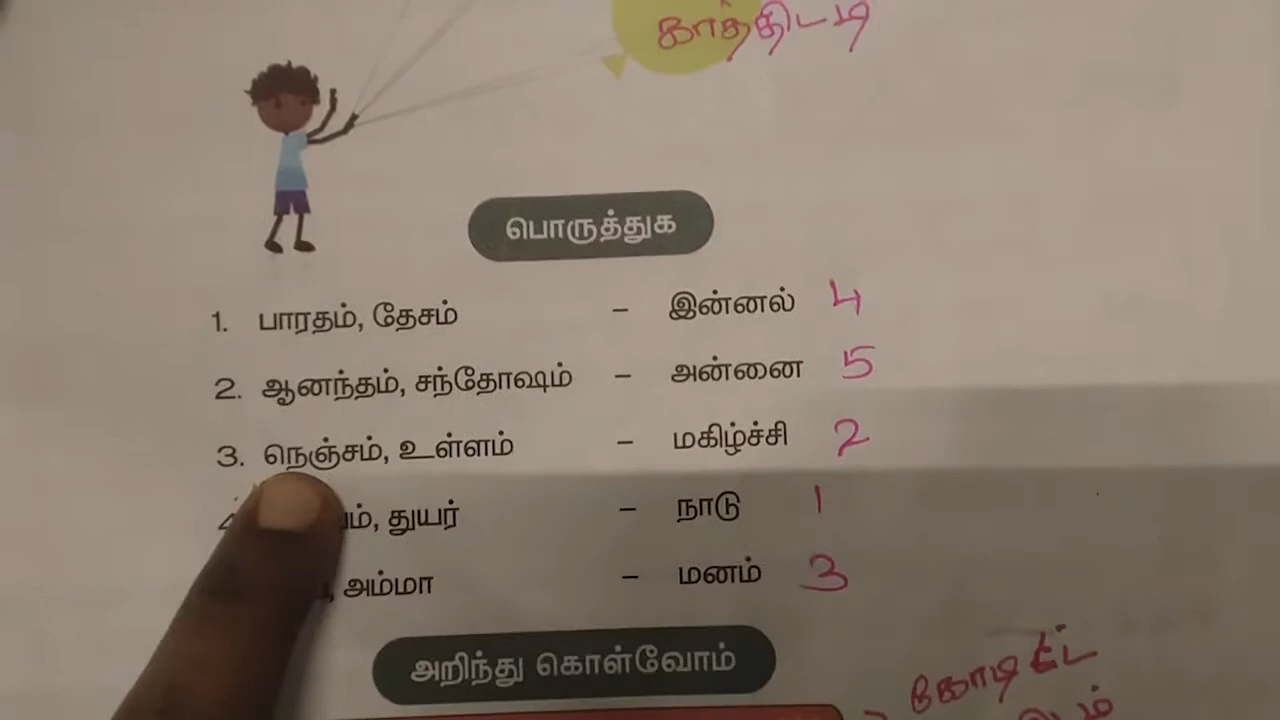 காத்திடடி
பொருத்துக
1. பாரதம், தேசம் – இன்னல் 4
2. ஆனந்தம், சந்தோஷம் – அன்னை 5
3. நெஞ்சம், உள்ளம் – மகிழ்ச்சி 2
துயர் – நாடு 1
அம்மா – மனம் 3
அறிந்து கொள்வோம்